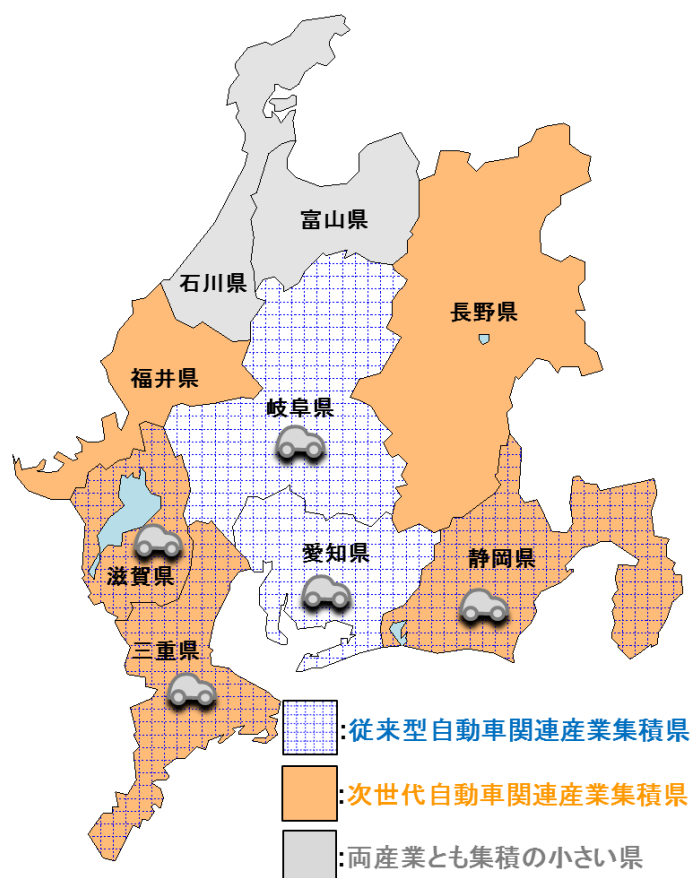 富山県
石川県
長野県
福井県
岐阜県
愛知県
静岡県
滋賀県
三重県
:従来型自動車関連産業集積県
:次世代自動車関連産業集積県
:両産業とも集積の小さい県